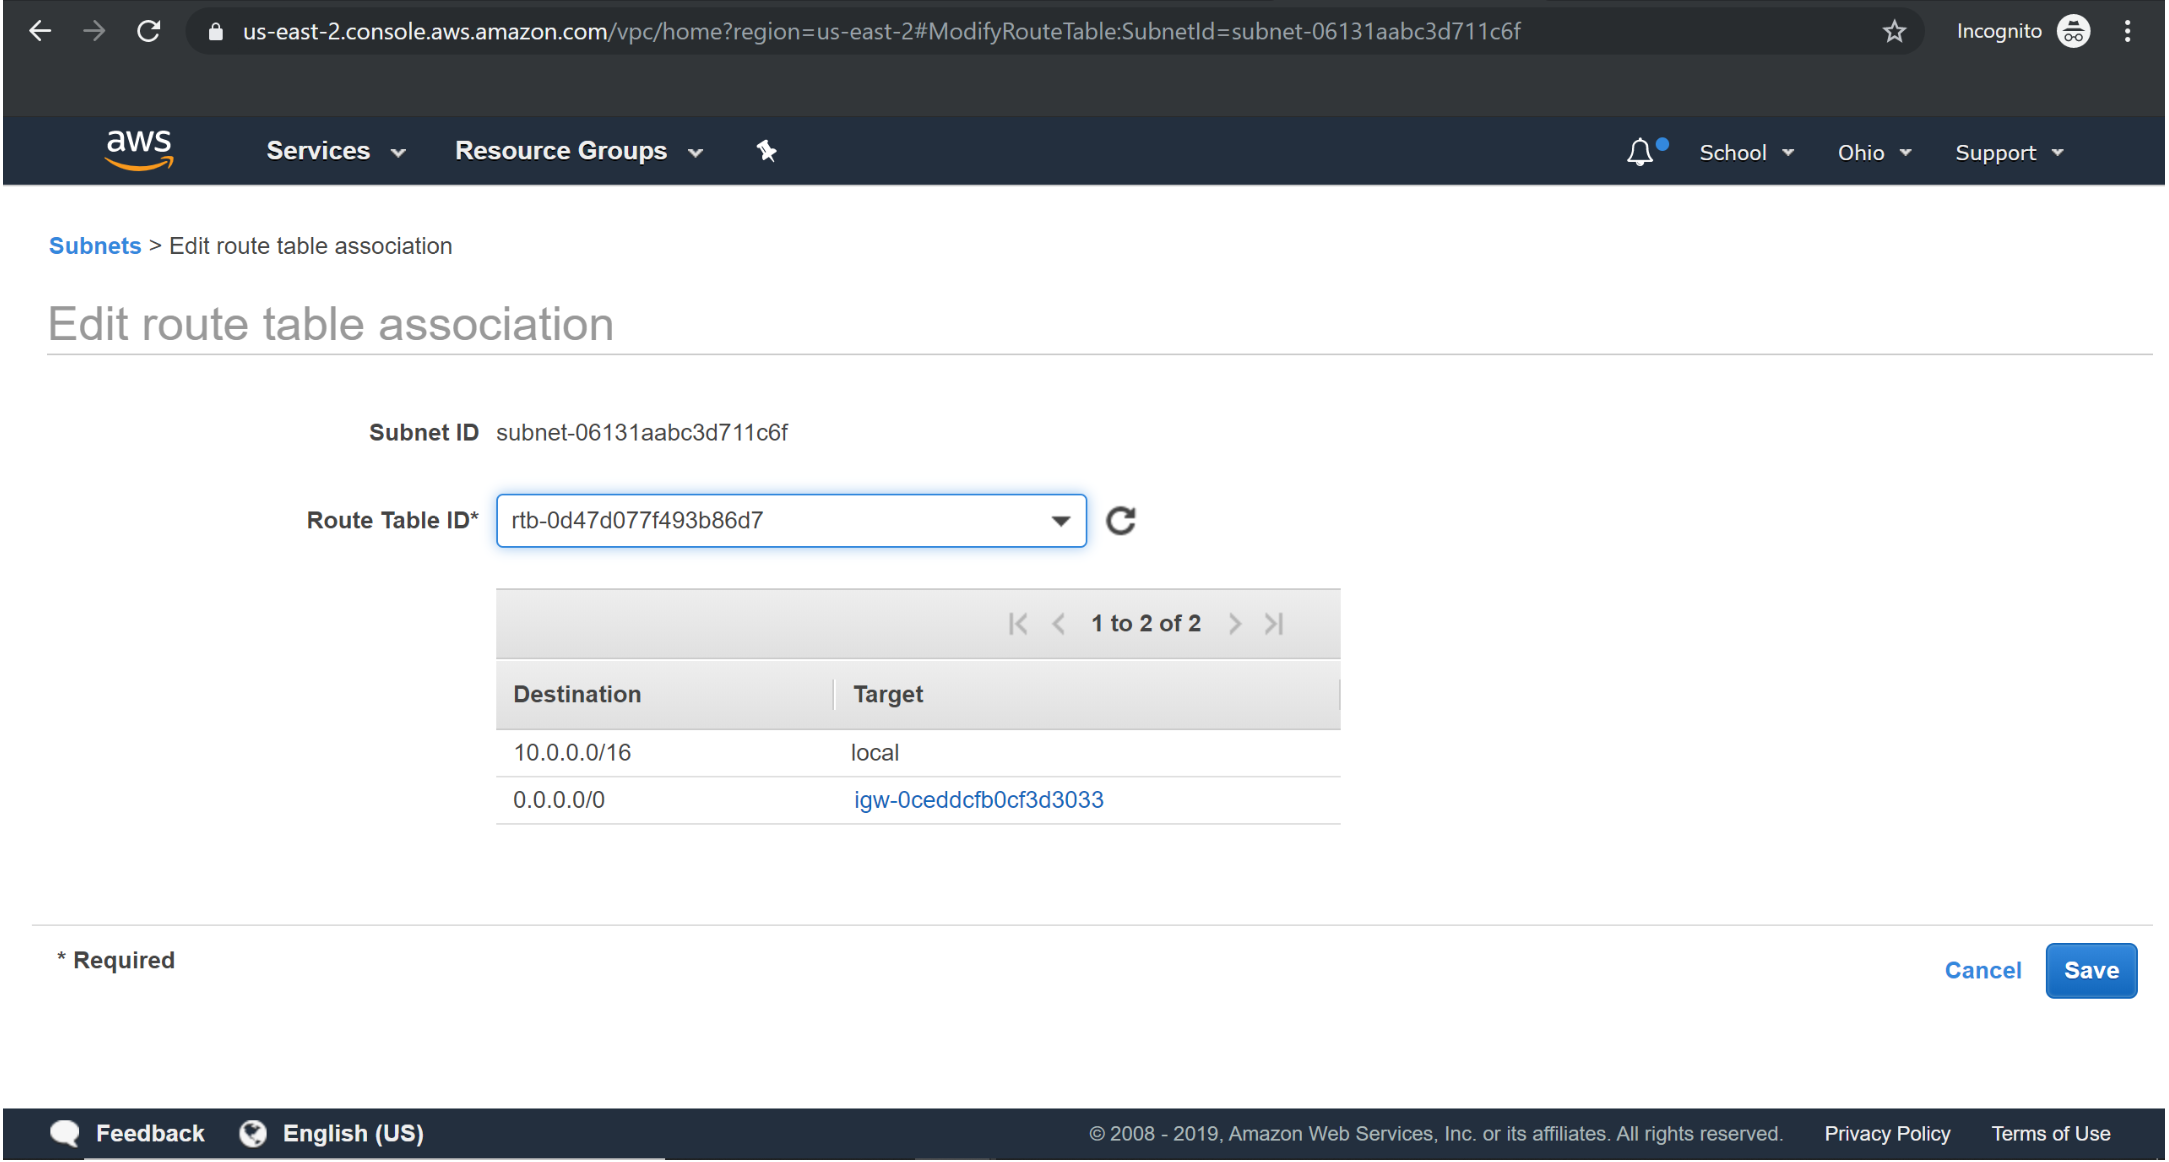 us-east-2.console.aws.amazon.com/vpc/home?region=us-east-2#ModifyRouteTable:SubnetId=subnet-06131aabc3d711c6f
Incognito
aws
Services
Resource Groups
School
Ohio
Support
Subnets > Edit route table association
Edit route table association
Subnet ID subnet-06131aabc3d711c6f
Route Table ID* rtb-0d47d077f493b86d7
1 to 2 of 2
Destination Target
10.0.0.0/16 local
0.0.0.0/0 igw-0ceddcfb0cf3d3033
* Required
Cancel
Save
Feedback
English (US)
© 2008 - 2019, Amazon Web Services, Inc. or its affiliates. All rights reserved.
Privacy Policy
Terms of Use